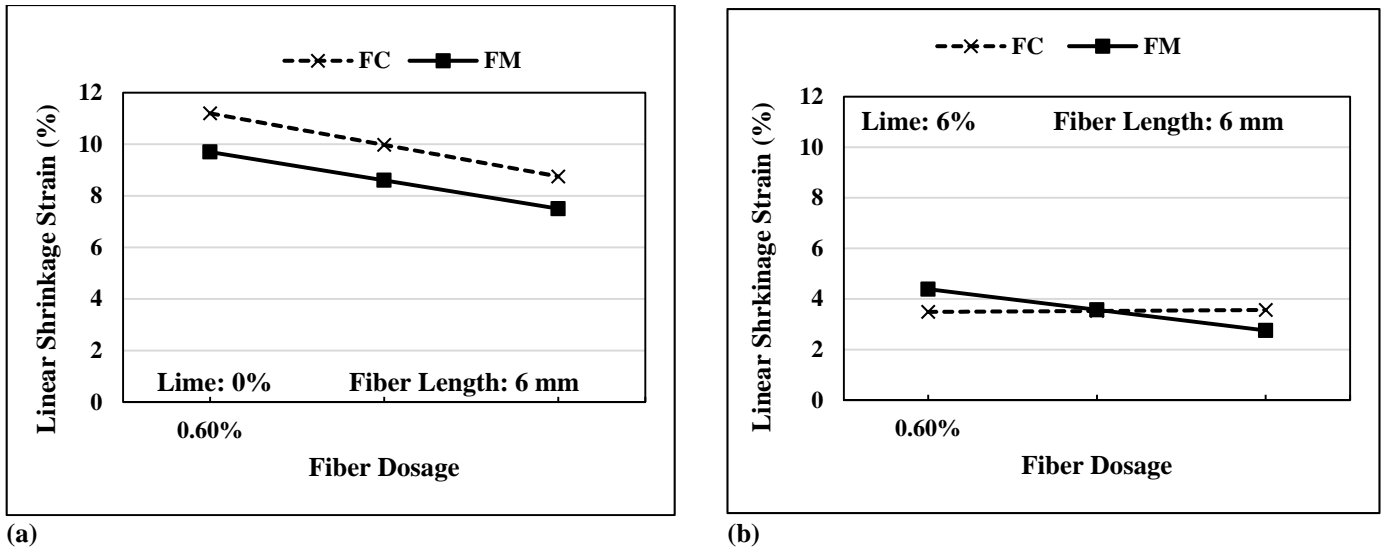 FC FM
12
10
8
6
4
2
0
Linear Shrinkage Strain (%)
Lime: 0% Fiber Length: 6 mm
0.60%
Fiber Dosage
(a)
FC FM
12
10
8
6
4
2
0
Linear Shrkinage Strain (%)
Lime: 6% Fiber Length: 6 mm
0.60%
Fiber Dosage
(b)